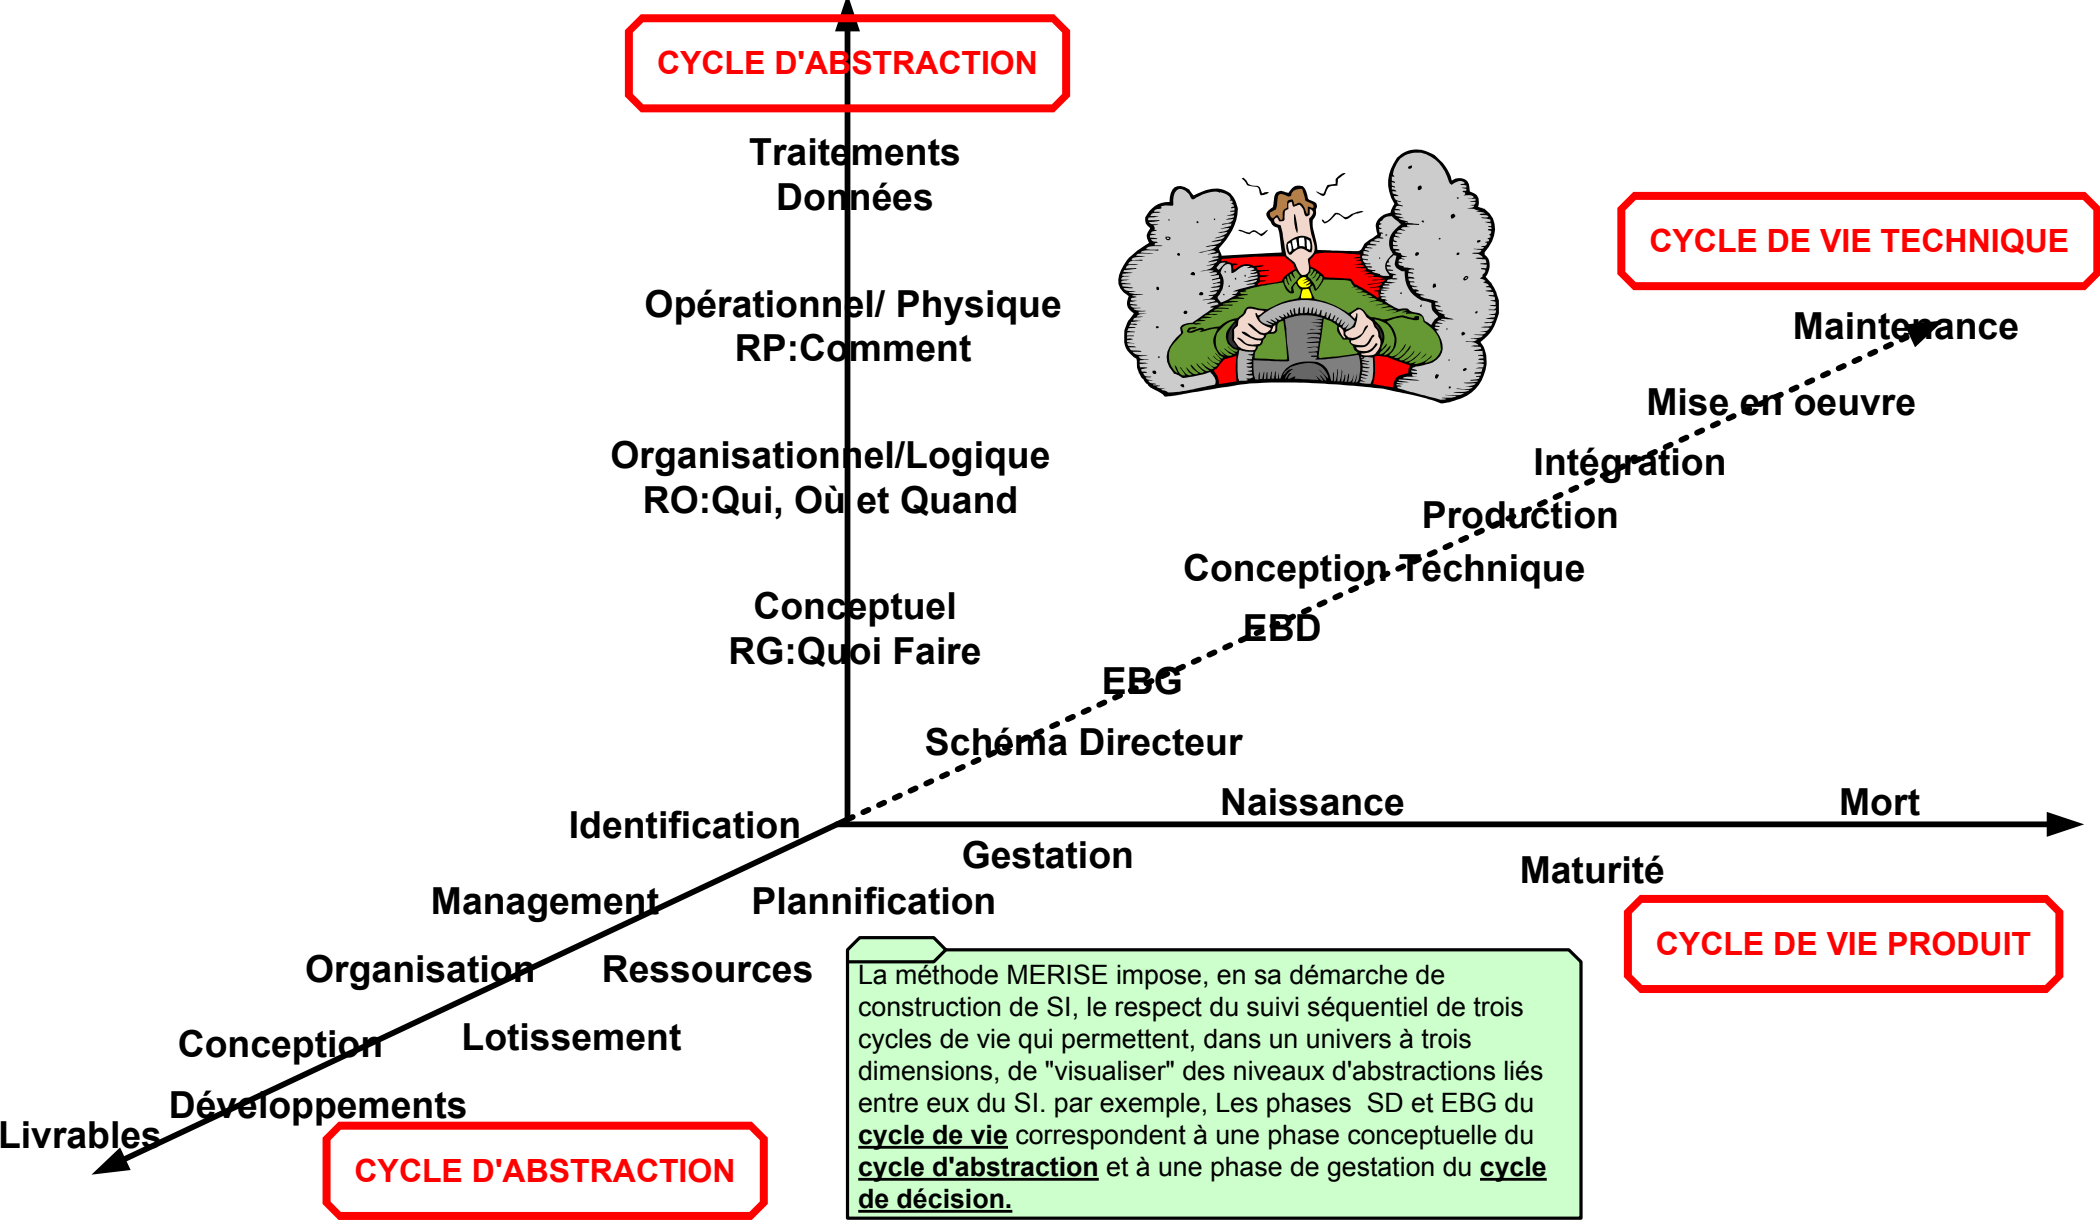 CYCLE D'ABSTRACTION
Traitements
Données
Opérationnel/ Physique
RP:Comment
Organisationnel/Logique
RO:Qui, Où et Quand
Conceptuel
RG:Quoi Faire
CYCLE DE VIE TECHNIQUE
Maintenance
Mise en oeuvre
Intégration
Production
Conception Technique
EBD
EBG
Schéma Directeur
Naissance
Mort
Gestation
Maturité
CYCLE DE VIE PRODUIT
Identification
Management
Plannification
Organisation
Ressources
Conception
Lotissement
Développements
Livrables
CYCLE D'ABSTRACTION
La méthode MERISE impose, en sa démarche de
construction de SI, le respect du suivi séquentiel de trois
cycles de vie qui permettent, dans un univers à trois
dimensions, de "visualiser" des niveaux d'abstractions liés
entre eux du SI. par exemple, Les phases  SD et EBG du
cycle de vie correspondent à une phase conceptuelle du
cycle d'abstraction et à une phase de gestation du cycle
de décision.